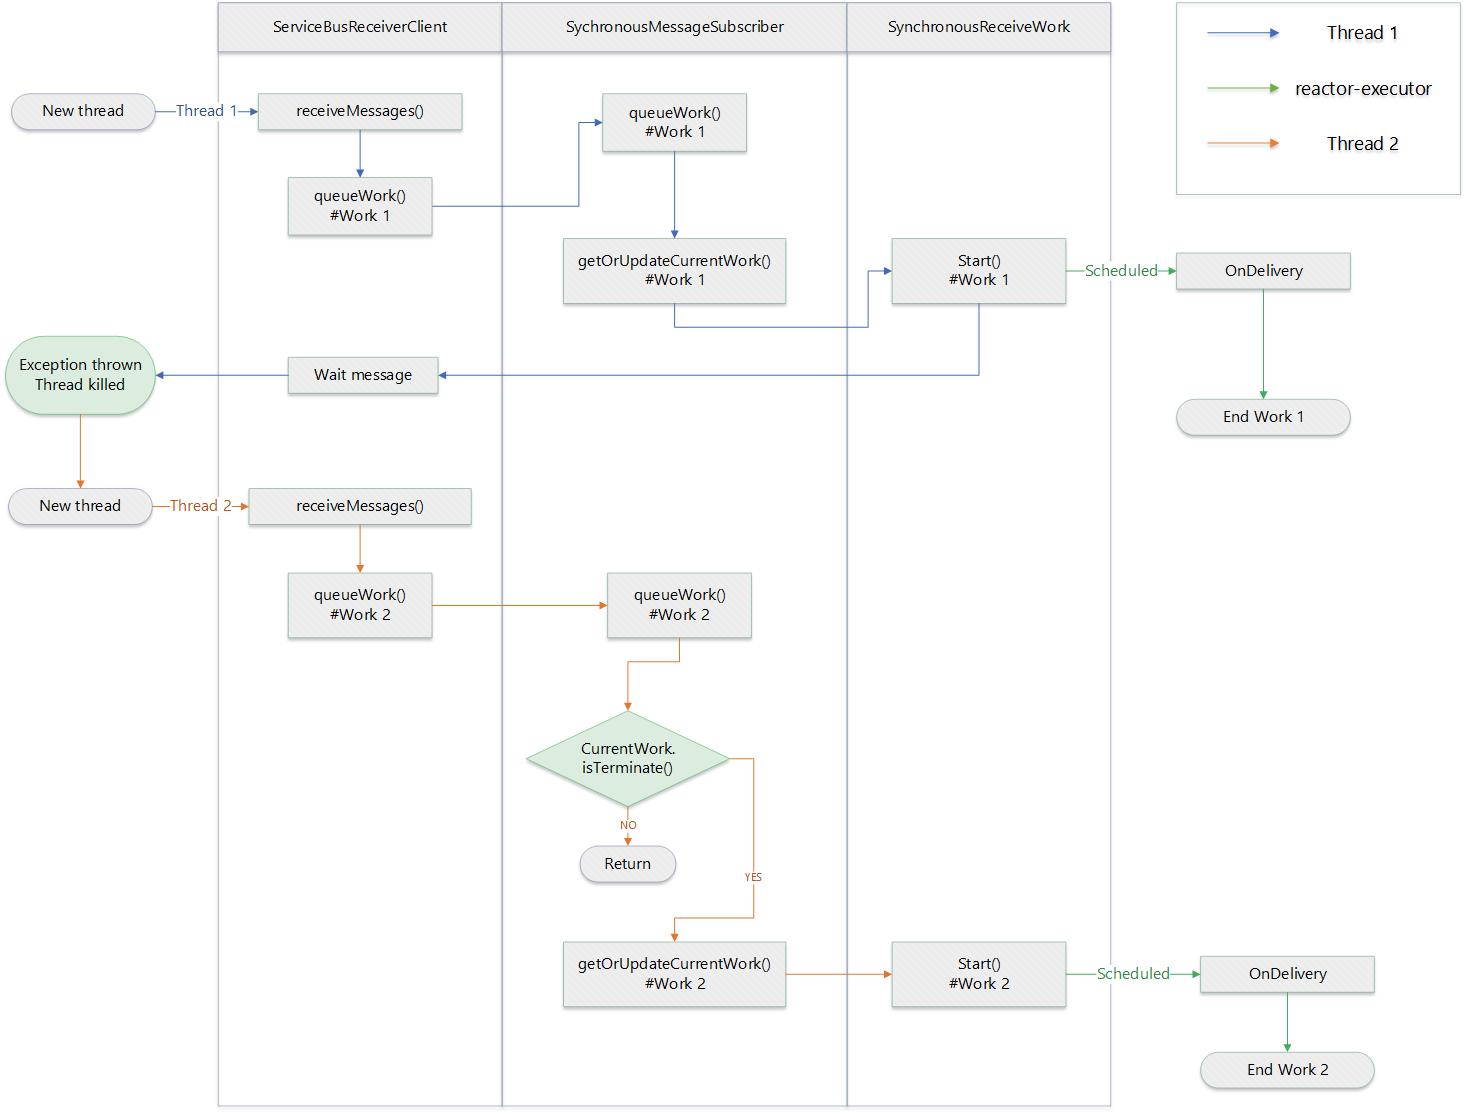 ServiceBusReceiverClient
SychronousMessageSubscriber
SynchronousReceiveWork
Thread 1
reactor-executor
Thread 2
New thread
Thread 1
receiveMessages()
queueWork()
#Work 1
queueWork()
#Work 1
getOrUpdateCurrentWork()
#Work 1
Start()
#Work 1
Scheduled
OnDelivery
End Work 1
Wait message
Exception thrown
Thread killed
New thread
Thread 2
receiveMessages()
queueWork()
#Work 2
queueWork()
#Work 2
CurrentWork.
isTerminate()
NO
Return
YES
getOrUpdateCurrentWork()
#Work 2
Start()
#Work 2
Scheduled
OnDelivery
End Work 2